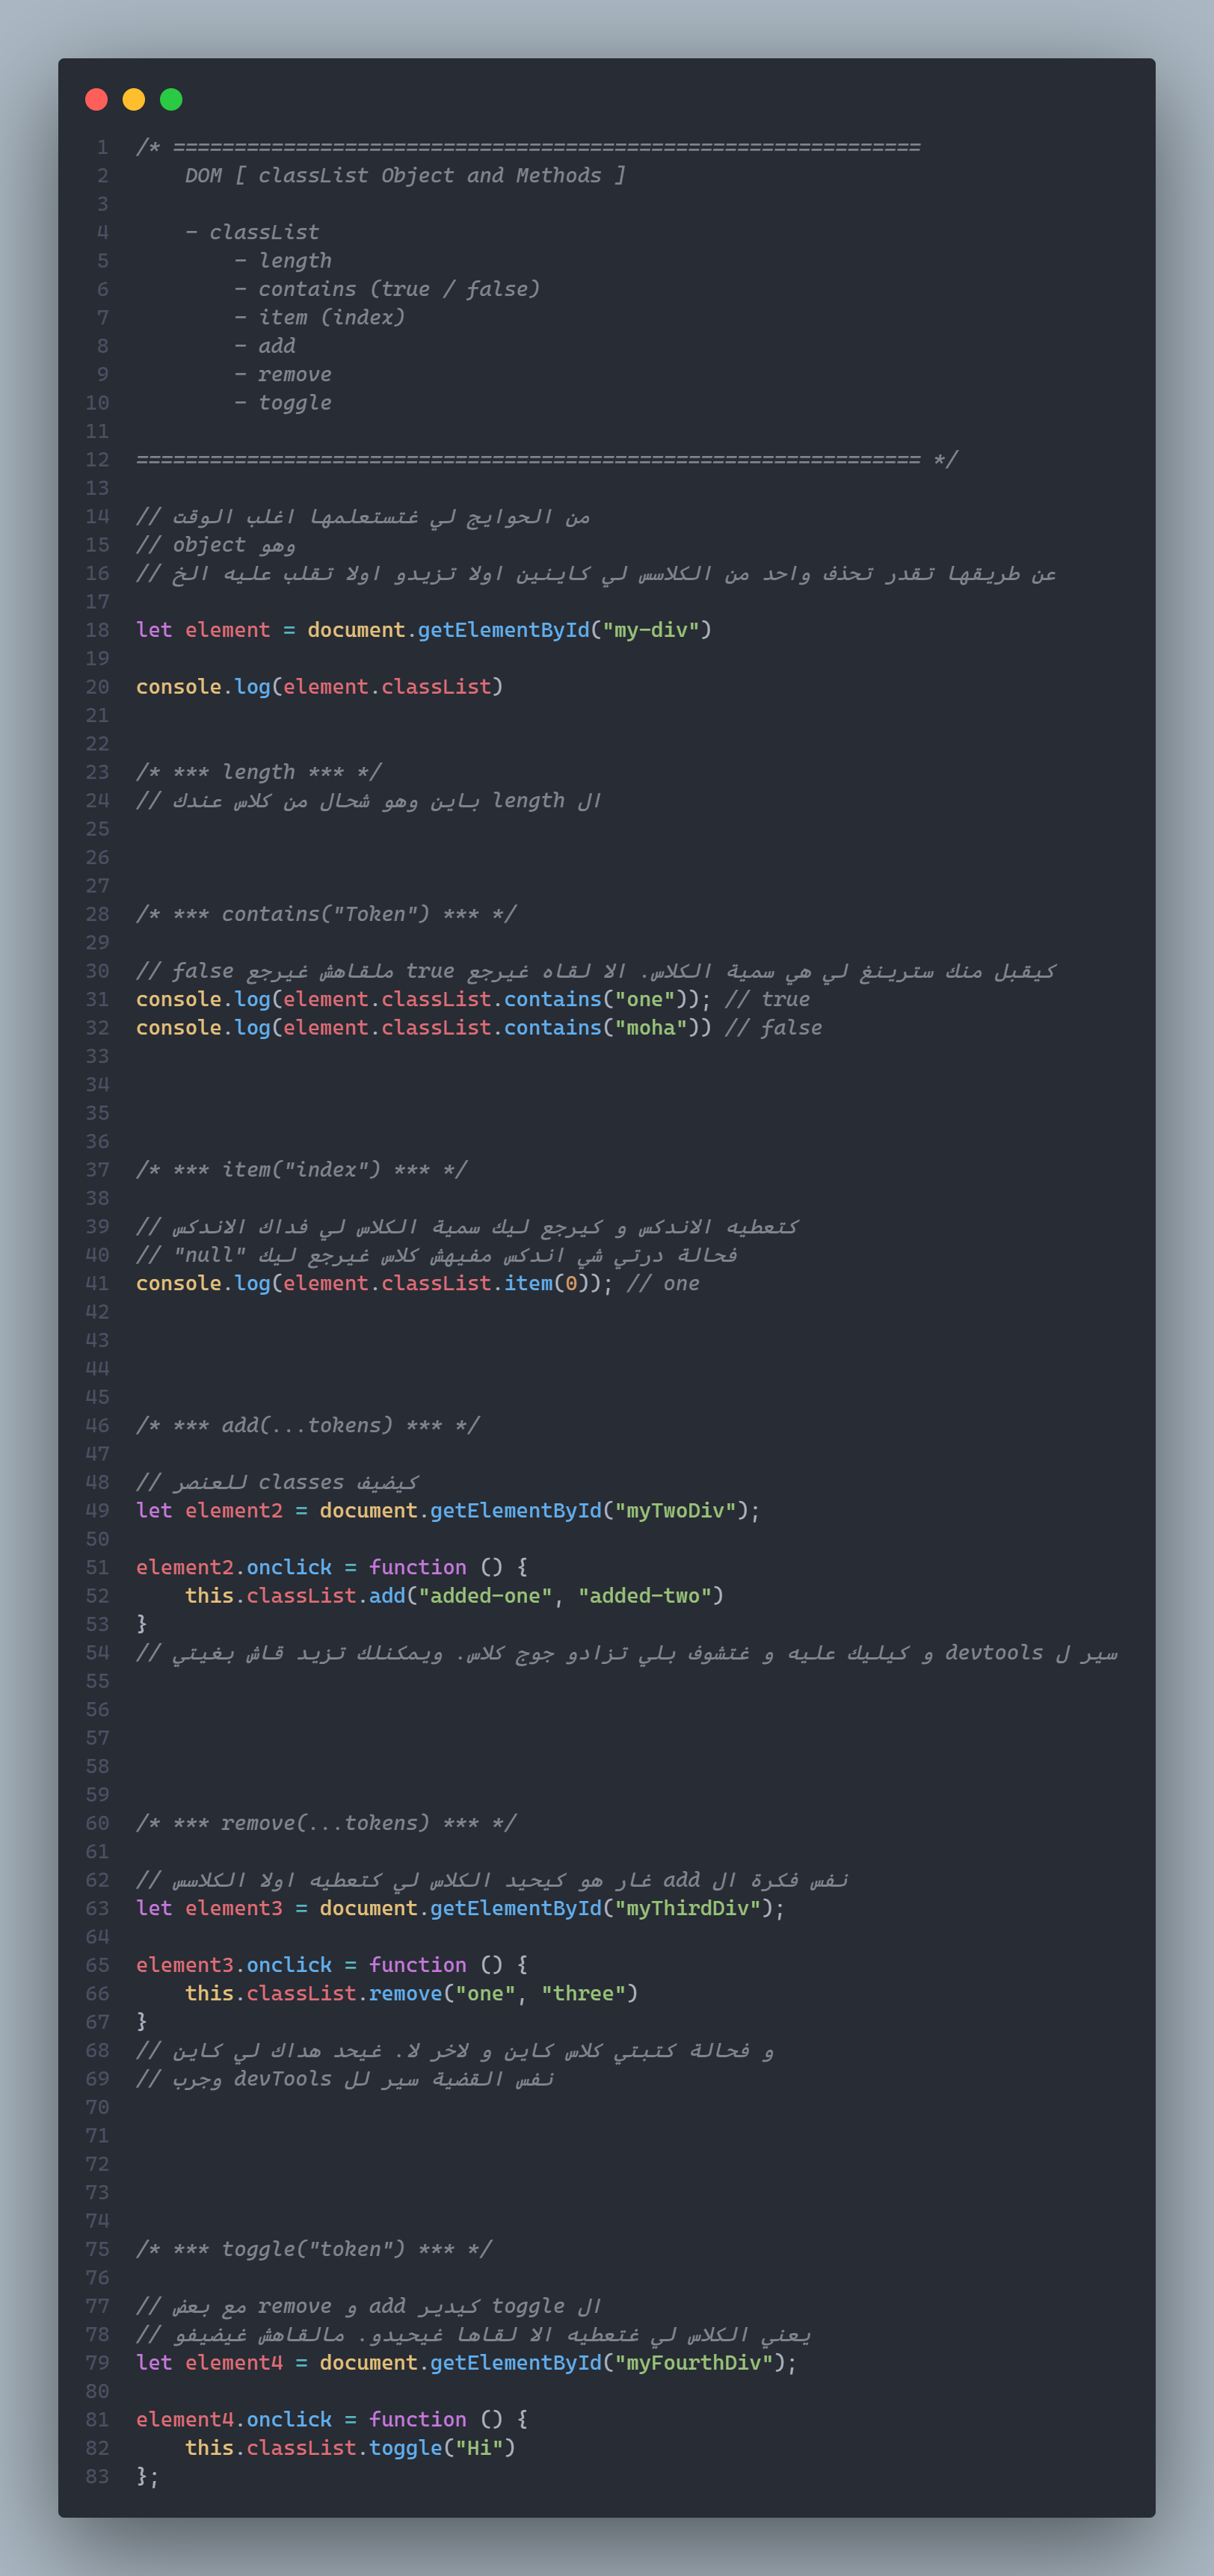 1 /* =============================================================
2 DOM [ classList Object and Methods ]
3
4 - classList
5 - length
6 - contains (true / false)
7 - item (index)
8 - add
9 - remove
10 - toggle
11
12 ================================================================ */
13
14 // من الحوايج لي غتستعلمها اغلب الوقت
15 // object وهو
16 // عن طريقها تقدر تحذف واحد من الكلاسس لي كاينين اولا تزيدو اولا تقلب عليه الخ
17
18 let element = document.getElementById("my-div")
19
20 console.log(element.classList)
21
22
23 /* *** length *** */
24 // ال length باين وهو شحال من كلاس عندك
25
26
27
28 /* *** contains("Token") *** */
29
30 // كيقبل منك سترينغ لي هي سمية الكلاس. الا لقاه غيرجع true ملقاهش غيرجع false
31 console.log(element.classList.contains("one")); // true
32 console.log(element.classList.contains("moha")) // false
33
34
35
36
37 /* *** item("index") *** */
38
39 // كتعطيه الاندكس و كيرجع ليك سمية الكلاس لي فداك الاندكس
40 // "null" فحالة درتي شي اندكس مفيهش كلاس غيرجع ليك
41 console.log(element.classList.item(0)); // one
42
43
44
45
46 /* *** add(...tokens) *** */
47
48 // كيضيف classes للعنصر
49 let element2 = document.getElementById("myTwoDiv");
50
51 element2.onclick = function () {
52 this.classList.add("added-one", "added-two")
53 }
54 // سير ل devtools و كيليك عليه و غتشوف بلي تزادو جوج كلاس. ويمكنلك تزيد قاش بغيتي
55
56
57
58
59
60 /* *** remove(...tokens) *** */
61
62 // نفس فكرة ال add غار هو كيحيد الكلاس لي كتعطيه اولا الكلاسس
63 let element3 = document.getElementById("myThirdDiv");
64
65 element3.onclick = function () {
66 this.classList.remove("one", "three")
67 }
68 // و فحالة كتبتي كلاس كاين و لاخر لا. غيحد هداك لي كاين
69 // نفس القضية سير لل devTools وجرب
70
71
72
73
74
75 /* *** toggle("token") *** */
76
77 // ال toggle كيدير add و remove مع بعض
78 // يعني الكلاس لي غتعطيه الا لقاها غيحيدو. مالقاهش غيضيفو
79 let element4 = document.getElementById("myFourthDiv");
80
81 element4.onclick = function () {
82 this.classList.toggle("Hi")
83 };